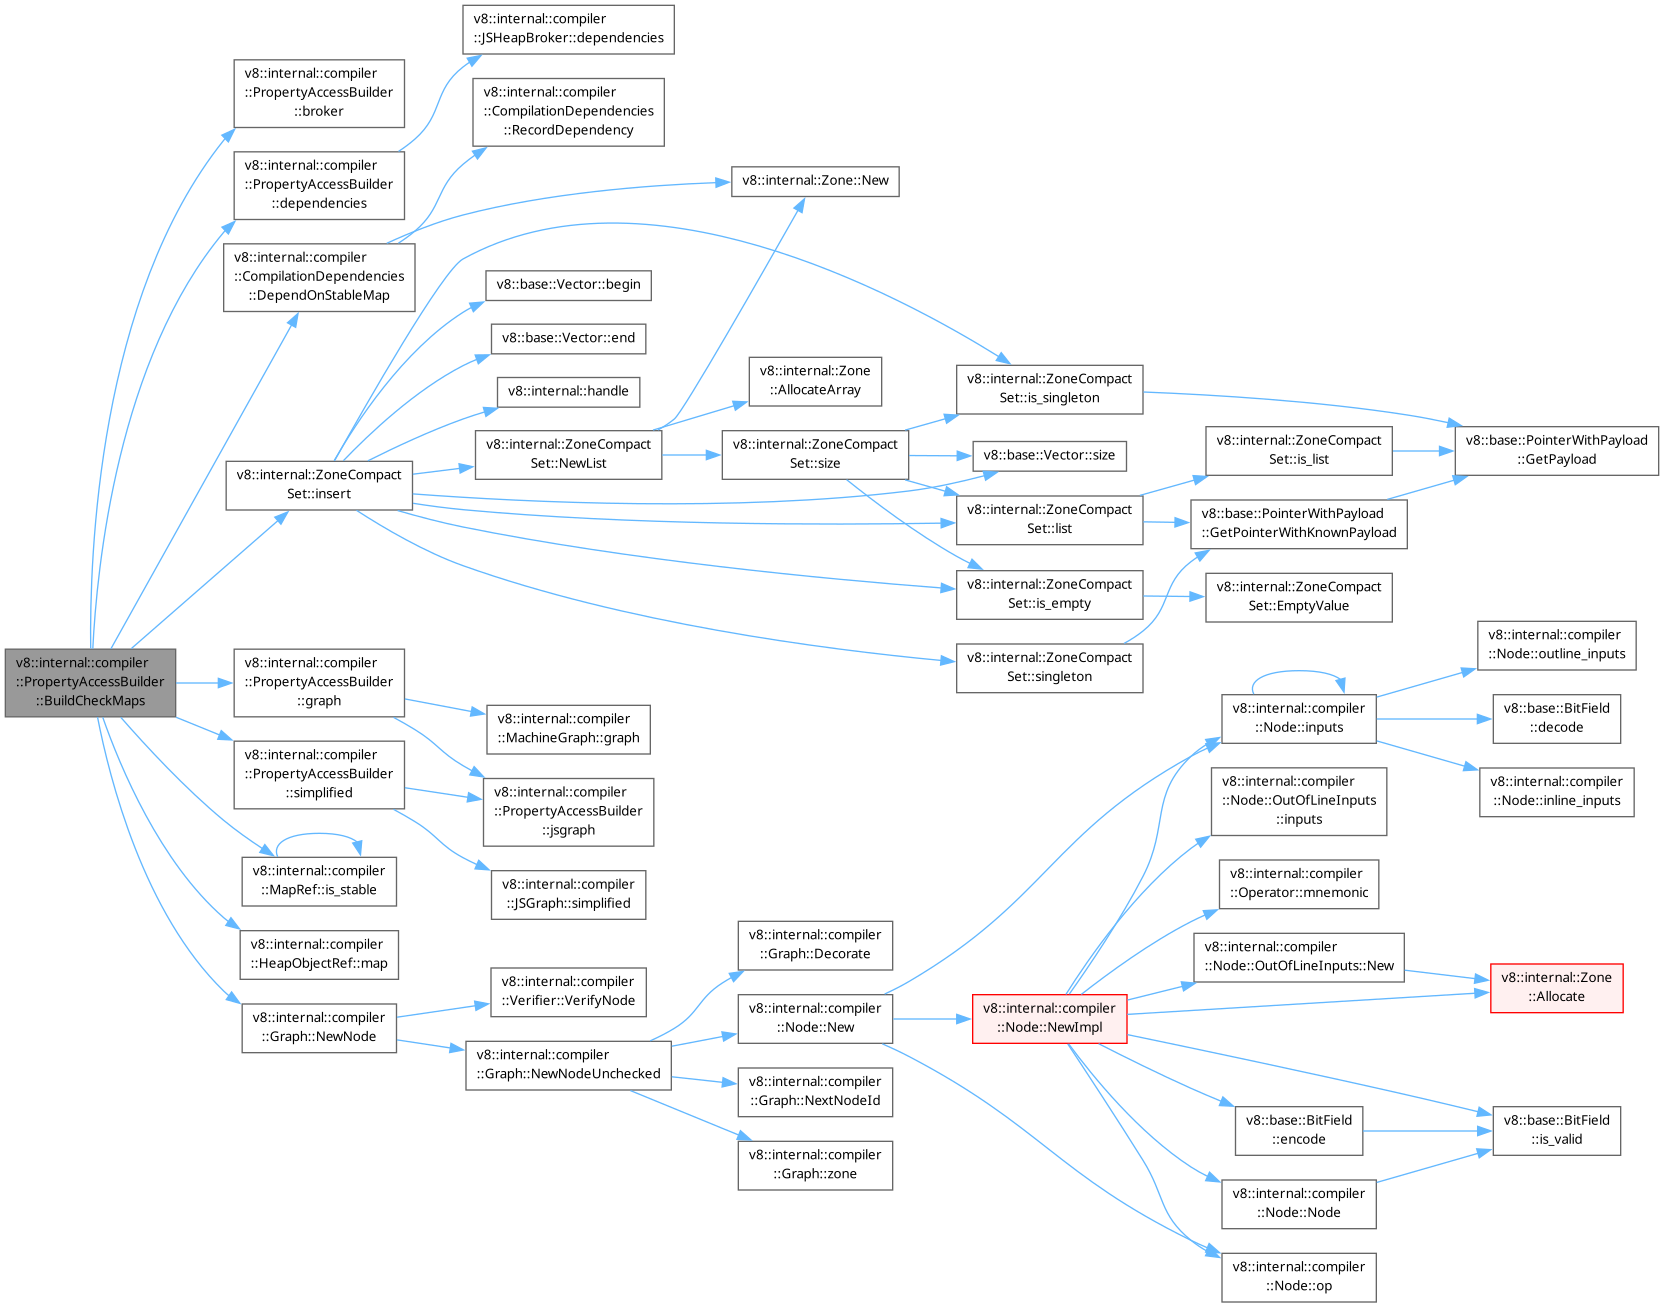 v8::internal::compiler
::JSHeapBroker::dependencies
v8::internal::compiler
::PropertyAccessBuilder
::broker
v8::internal::compiler
::CompilationDependencies
::RecordDependency
v8::internal::compiler
::PropertyAccessBuilder
::dependencies
v8::internal::Zone::New
v8::internal::compiler
::CompilationDependencies
::DependOnStableMap
v8::base::Vector::begin
v8::base::Vector::end
v8::internal::handle
v8::internal::Zone
::AllocateArray
v8::internal::ZoneCompact
Set::is_singleton
v8::internal::ZoneCompact
Set::insert
v8::internal::ZoneCompact
Set::NewList
v8::internal::ZoneCompact
Set::size
v8::base::Vector::size
v8::internal::ZoneCompact
Set::is_list
v8::base::PointerWithPayload
::GetPayload
v8::internal::ZoneCompact
Set::list
v8::base::PointerWithPayload
::GetPointerWithKnownPayload
v8::internal::ZoneCompact
Set::is_empty
v8::internal::ZoneCompact
Set::EmptyValue
v8::internal::ZoneCompact
Set::singleton
v8::internal::compiler
::PropertyAccessBuilder
::BuildCheckMaps
v8::internal::compiler
::PropertyAccessBuilder
::graph
v8::internal::compiler
::MachineGraph::graph
v8::internal::compiler
::Node::inputs
v8::internal::compiler
::Node::outline_inputs
v8::base::BitField
::decode
v8::internal::compiler
::Node::inline_inputs
v8::internal::compiler
::PropertyAccessBuilder
::simplified
v8::internal::compiler
::PropertyAccessBuilder
::jsgraph
v8::internal::compiler
::Node::OutOfLineInputs
::inputs
v8::internal::compiler
::MapRef::is_stable
v8::internal::compiler
::JSGraph::simplified
v8::internal::compiler
::Operator::mnemonic
v8::internal::compiler
::HeapObjectRef::map
v8::internal::compiler
::Graph::Decorate
v8::internal::compiler
::Node::OutOfLineInputs::New
v8::internal::Zone
::Allocate
v8::internal::compiler
::Graph::NewNode
v8::internal::compiler
::Verifier::VerifyNode
v8::internal::compiler
::Node::New
v8::internal::compiler
::Node::NewImpl
v8::internal::compiler
::Graph::NewNodeUnchecked
v8::internal::compiler
::Graph::NextNodeId
v8::internal::compiler
::Graph::zone
v8::base::BitField
::encode
v8::base::BitField
::is_valid
v8::internal::compiler
::Node::Node
v8::internal::compiler
::Node::op